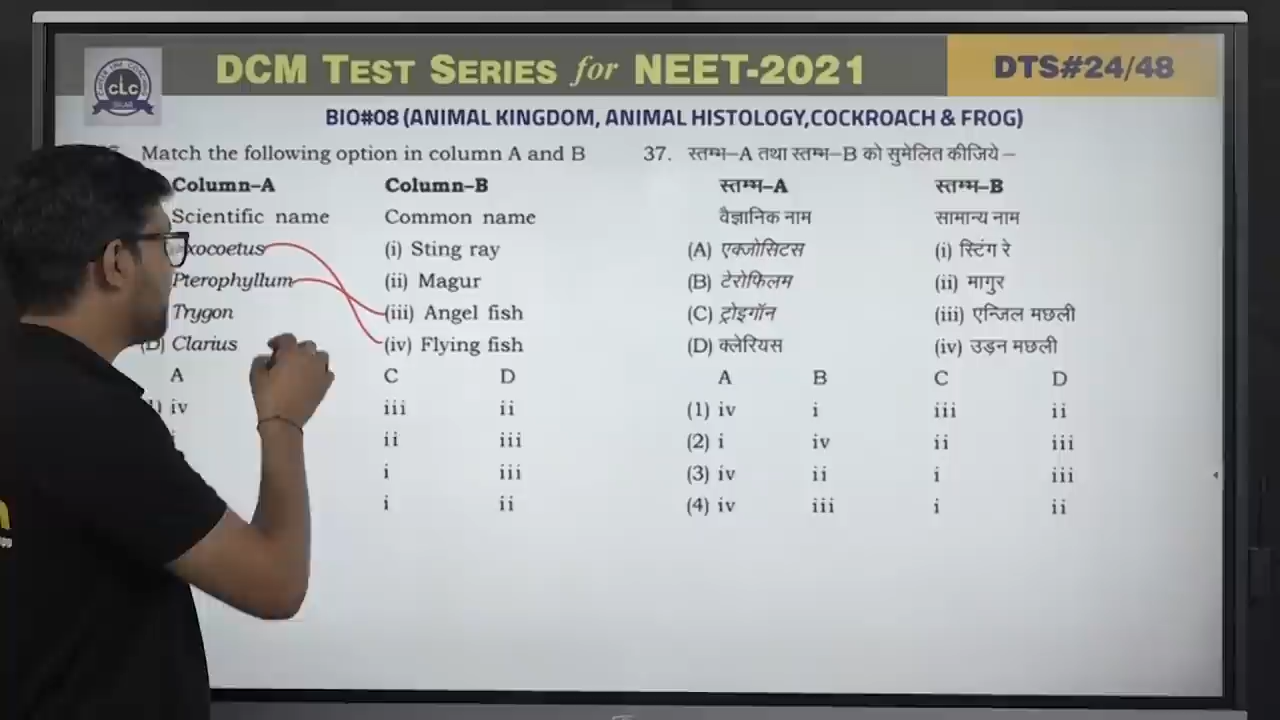 DCM TEST SERIES for NEET-2021
DTS#24/48
CLC
BIO#08 (ANIMAL KINGDOM, ANIMAL HISTOLOGY,COCKROACH & FROG)
Match the following option in column A and B
Column–A Column–B
Scientific name Common name
xocoetus (i) Sting ray
Pterophyllum (ii) Magur
Trygon (iii) Angel fish
(D) Clarius (iv) Flying fish
A C D
iv iii ii
i ii iii
i iii
i ii
37. स्तम्भ–A तथा स्तम्भ–B को सुमेलित कीजिये –
स्तम्भ–A स्तम्भ–B
वैज्ञानिक नाम सामान्य नाम
(A) एक्जोसिटस (i) स्टिंग रे
(B) टेरोफिलम (ii) मागुर
(C) ट्रोइगॉन (iii) एन्जिल मछली
(D) क्लेरियस (iv) उड़न मछली
A B C D
(1) iv i iii ii
(2) i iv ii iii
(3) iv ii i iii
(4) iv iii i ii